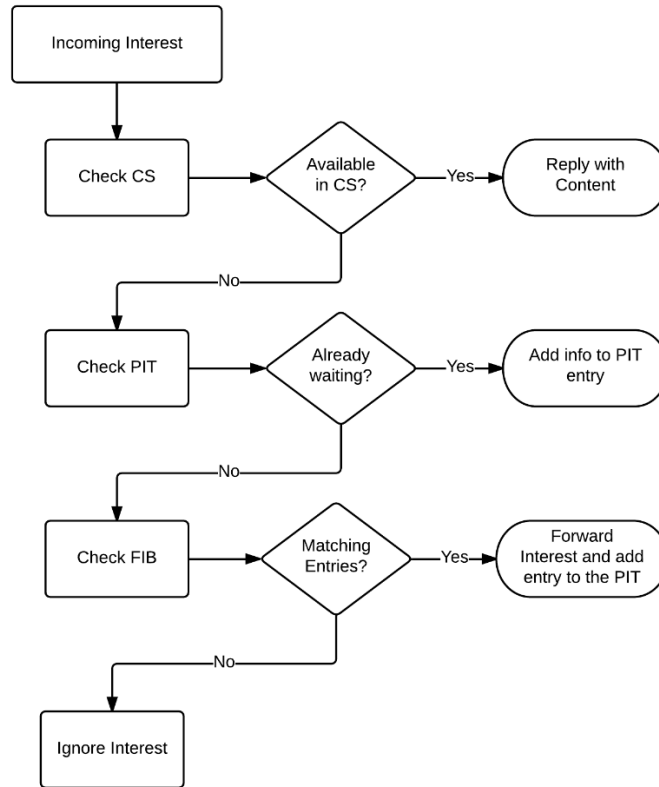 Incoming Interest
Check CS
Available
in CS?
Yes
Reply with
Content
No
Check PIT
Already
waiting?
Yes
Add info to PIT
entry
No
Check FIB
Matching
Entries?
Yes
Forward
Interest and add
entry to the PIT
No
Ignore Interest